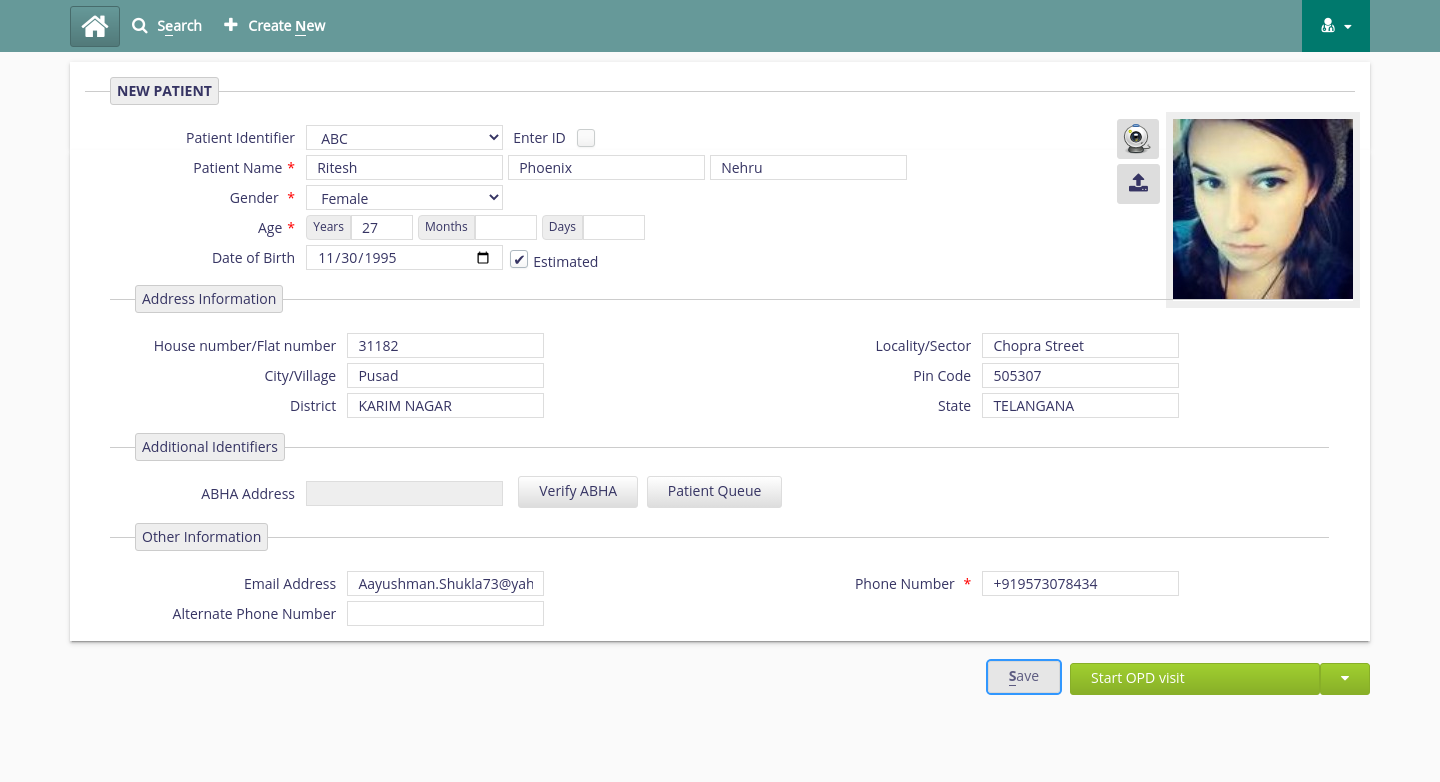 Search Create New
NEW PATIENT
Patient Identifier ABC Enter ID
Patient Name * Ritesh Phoenix Nehru
Gender * Female
Age * Years 27 Months Days
Date of Birth 11/30/1995 ✔ Estimated
Address Information
House number/Flat number 31182 Locality/Sector Chopra Street
City/Village Pusad Pin Code 505307
District KARIM NAGAR State TELANGANA
Additional Identifiers
ABHA Address Verify ABHA Patient Queue
Other Information
Email Address Aayushman.Shukla73@yah Phone Number * +919573078434
Alternate Phone Number
Save Start OPD visit